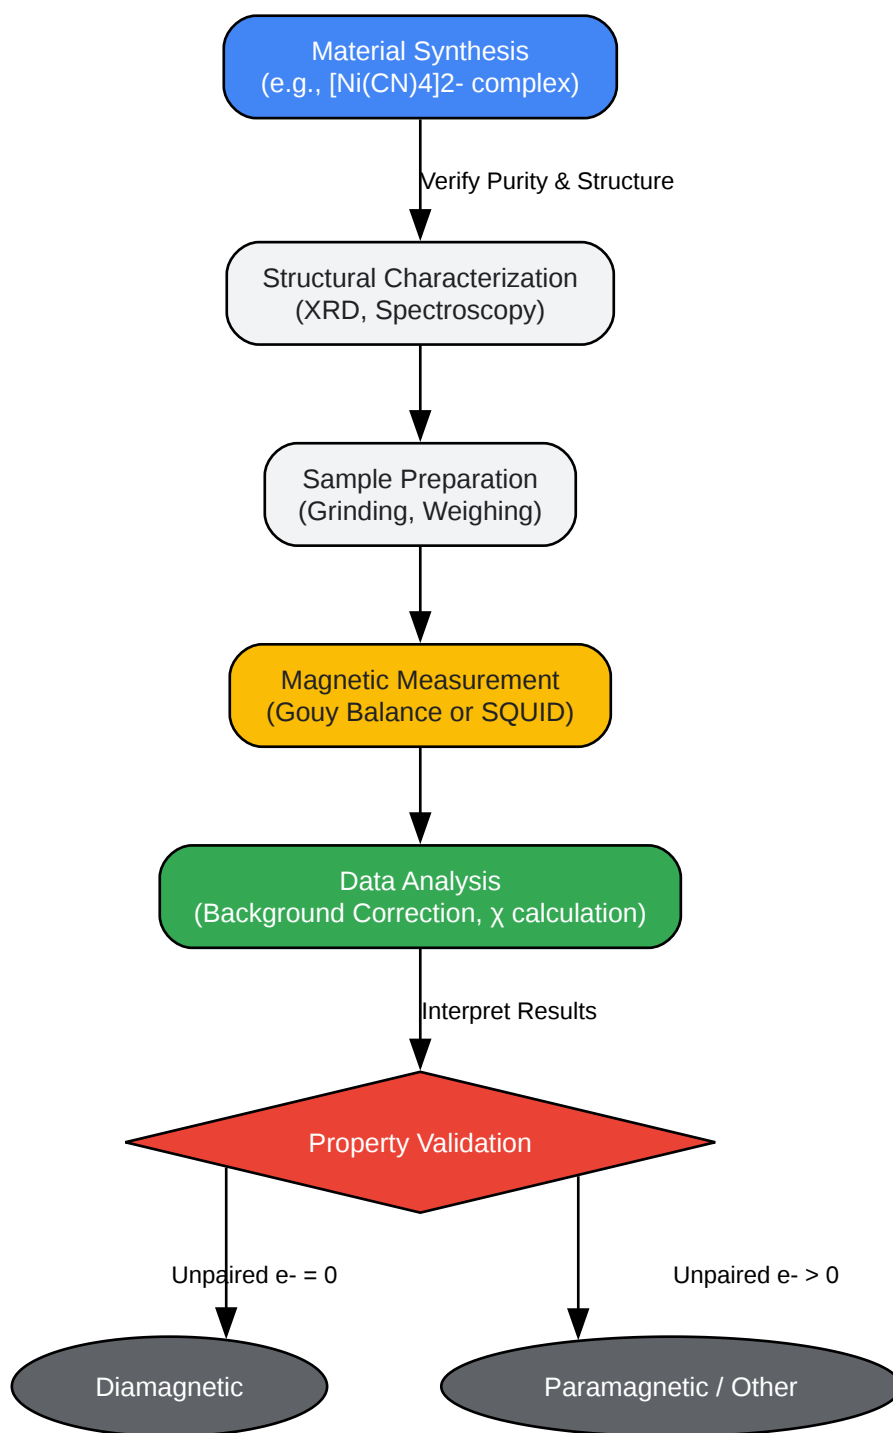 Material Synthesis
(e.g., [Ni(CN)4]2- complex)
Verify Purity & Structure
Structural Characterization
(XRD, Spectroscopy)
Sample Preparation
(Grinding, Weighing)
Magnetic Measurement
(Gouy Balance or SQUID)
Data Analysis
(Background Correction, χ calculation)
Interpret Results
Property Validation
Unpaired e- = 0
Unpaired e- > 0
Diamagnetic
Paramagnetic / Other